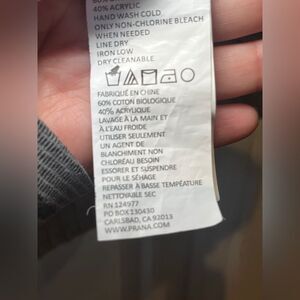 40% ACRYLIC
HAND WASH COLD
ONLY NON-CHLORINE BLEACH
WHEN NEEDED
LINE DRY
IRON LOW
DRY CLEANABLE
FABRIQUÉ EN CHINE
60% COTON BIOLOGIQUE
40% ACRYLIQUE
LAVAGE À LA MAIN ET
À L'EAU FROIDE
UTILISER SEULEMENT
UN AGENT DE
BLANCHIMENT NON
CHLORÉAU BESOIN
ESSORER ET SUSPENDRE
POUR LE SÉHAGE
REPASSER À BASSE TEMPÉATURE
NETTOYABLE SEC
RN 124977
PO BOX 130430
CARLSBAD, CA 92013
WWW.PRANA.COM